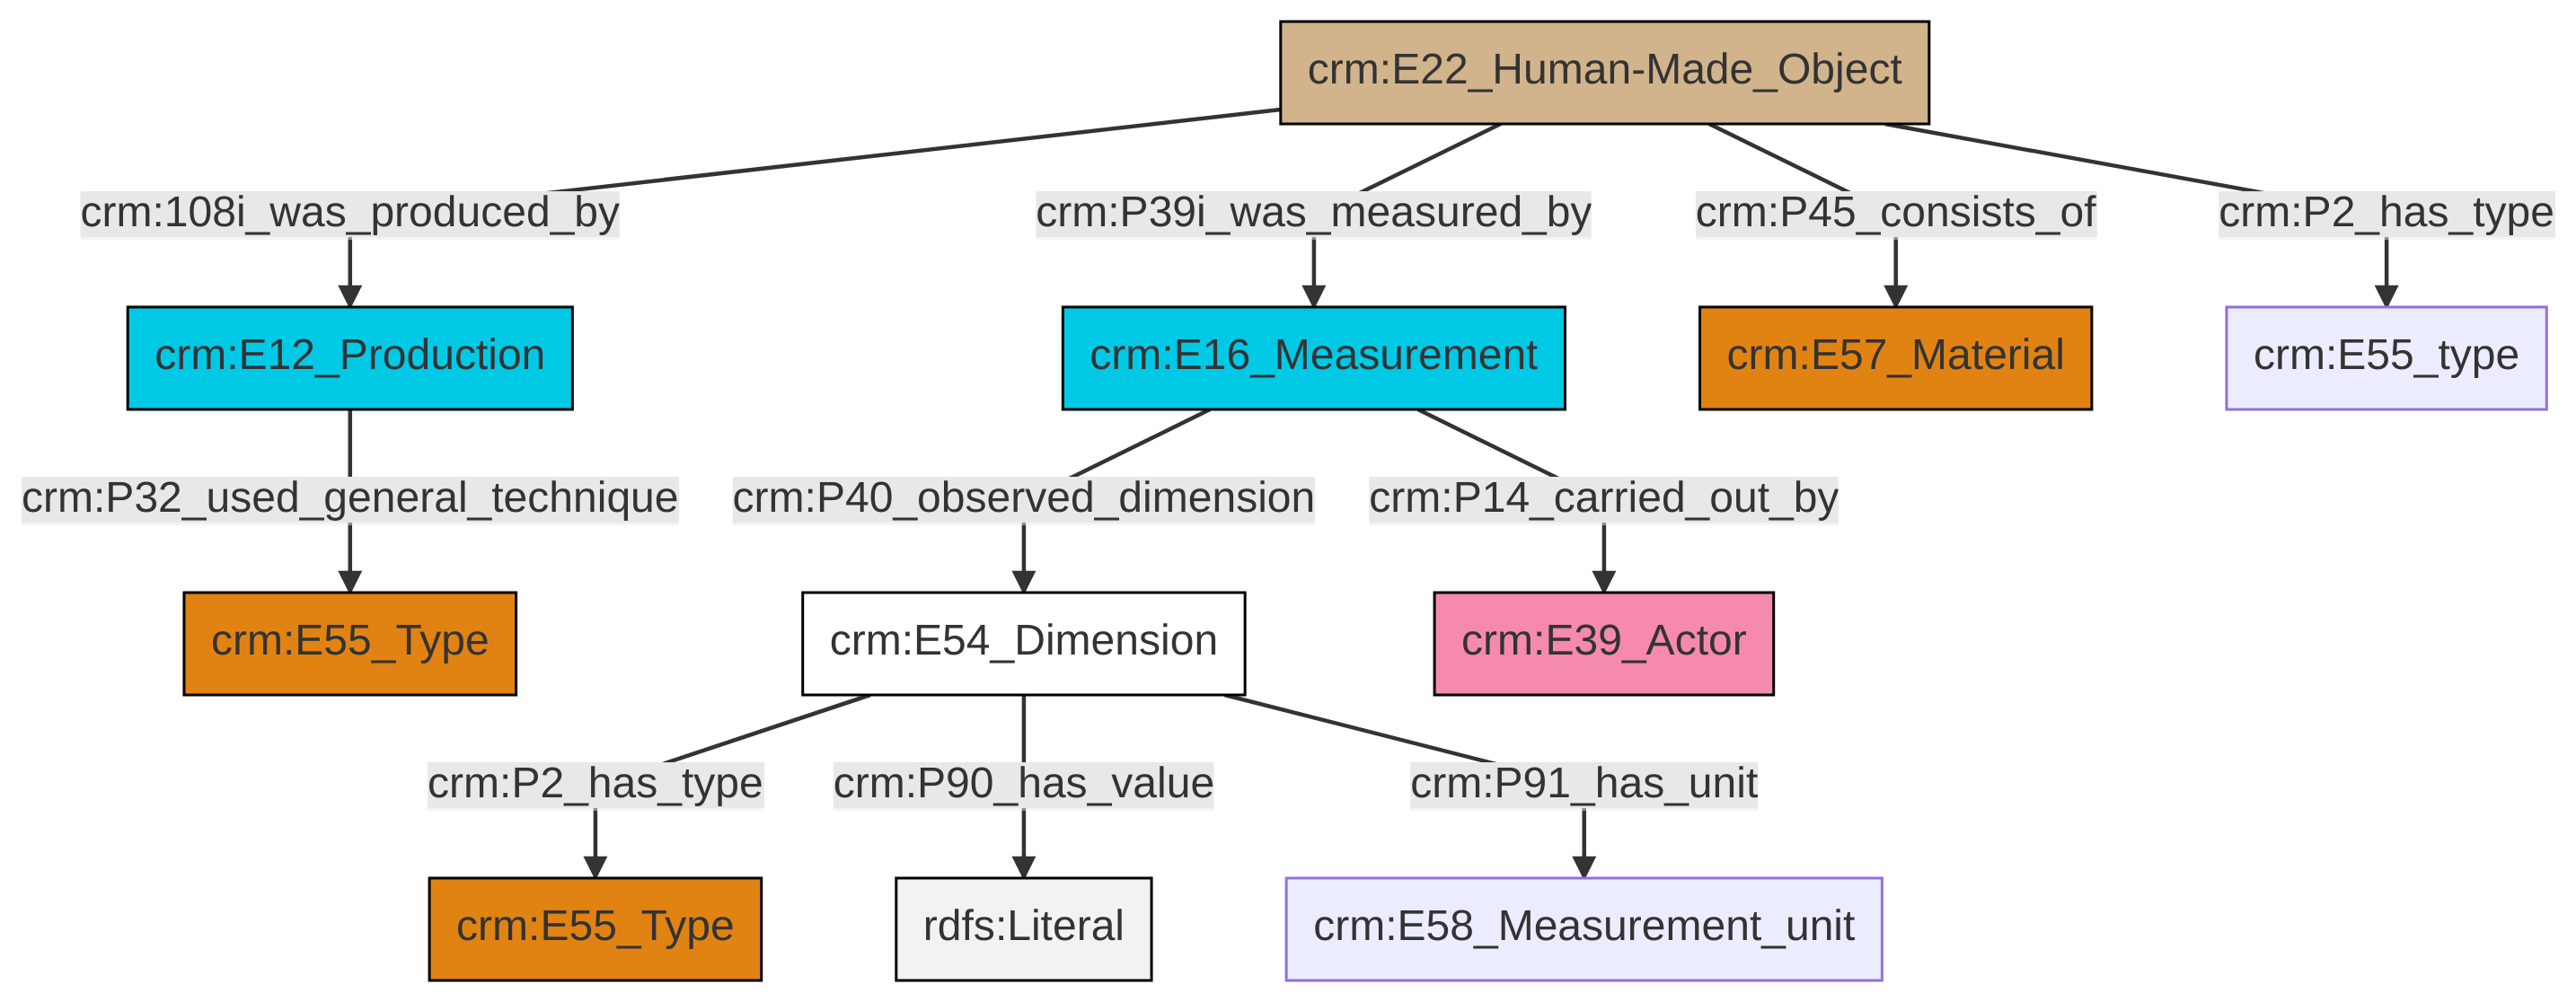 crm:E22_Human-Made_Object
crm:108i_was_produced_by
crm:P39i_was_measured_by
crm:P45_consists_of
crm:P2_has_type
crm:E12_Production
crm:E16_Measurement
crm:E57_Material
crm:E55_type
crm:P32_used_general_technique
crm:P40_observed_dimension
crm:P14_carried_out_by
crm:E55_Type
crm:E54_Dimension
crm:E39_Actor
crm:P2_has_type
crm:P90_has_value
crm:P91_has_unit
crm:E55_Type
rdfs:Literal
crm:E58_Measurement_unit